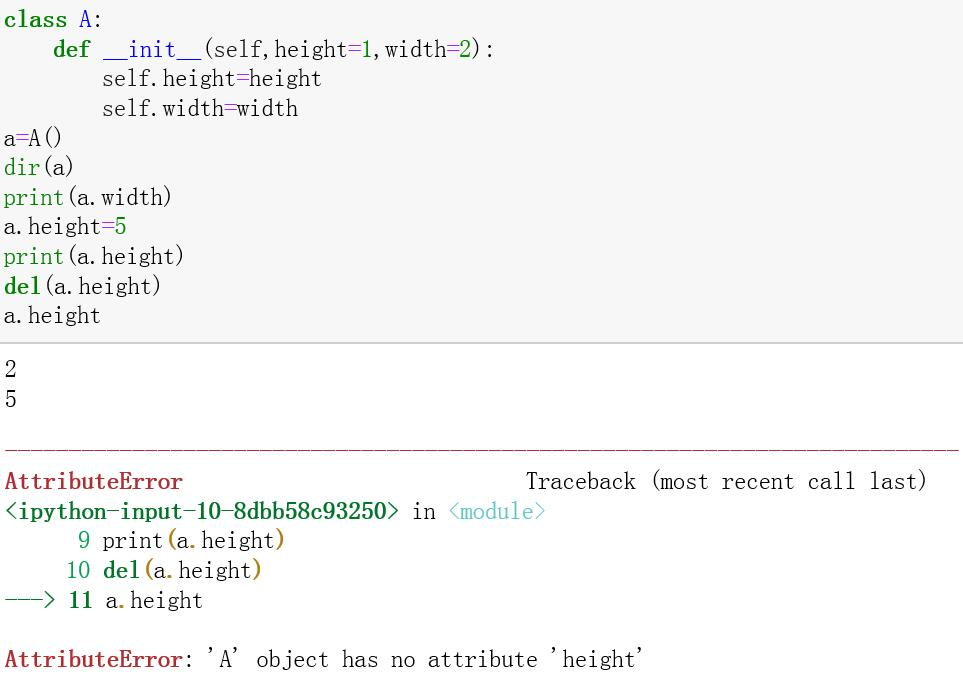 class A:
    def __init__(self,height=1,width=2):
        self.height=height
        self.width=width
a=A()
dir(a)
print(a.width)
a.height=5
print(a.height)
del(a.height)
a.height
2
5
AttributeError                            Traceback (most recent call last)
<ipython-input-10-8dbb58c93250> in <module>
      9 print(a.height)
     10 del(a.height)
---> 11 a.height
AttributeError: 'A' object has no attribute 'height'